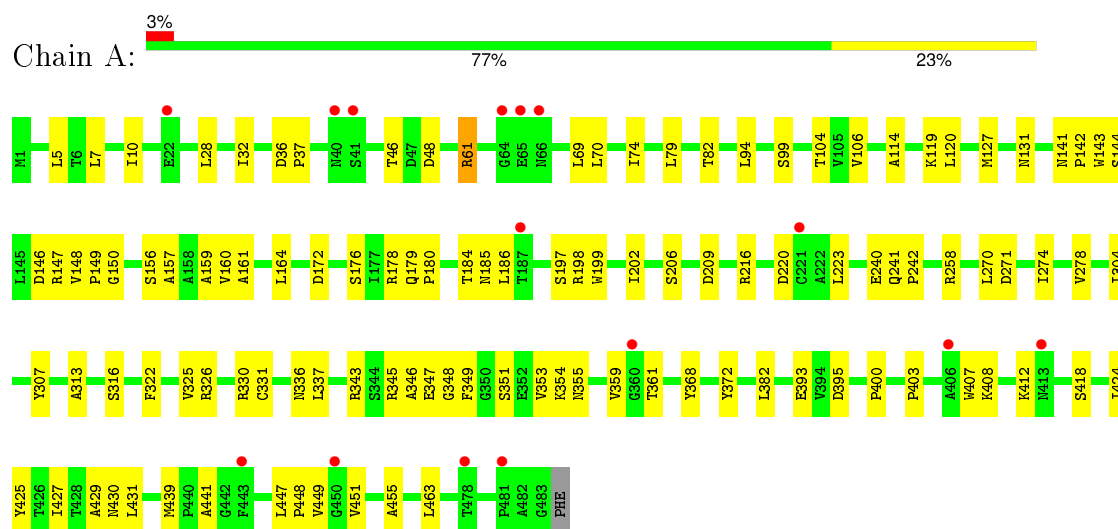 3%
Chain A:
77%
23%
M1 L5 T6 L7 I10 E22 L28 I32 D36 P37 N40 S41 T46 D47 D48 R61 G64 E65 N66 L69 L70 I74 L79 T82 L94 S99 T104 V105 V106 A114 K119 L120 M127 N131 N141 P142 W143 S144
L145 D146 R147 V148 P149 G150 S156 A157 A158 A159 V160 A161 L164 D172 S176 I177 R178 Q179 P180 T184 N185 L186 T187 S197 R198 W199 I202 S206 D209 R216 D220 C221 A222 L223 E240 Q241 P242 R258 L270 D271 I274 V278
Y307 A313 S316 F322 V325 R326 R330 C331 N336 L337 R343 S344 R345 A346 E347 G348 F349 G350 S351 E352 V353 K354 N355 V359 G360 T361 Y368 Y372 L382 E393 V394 D395 P400 P403 A406 W407 K408 K412 N413 S418
Y425 T426 I427 T428 A429 N430 L431 M439 P440 A441 G442 F443 L447 P448 V449 G450 V451 A455 L463 T478 P481 A482 G483 PHE